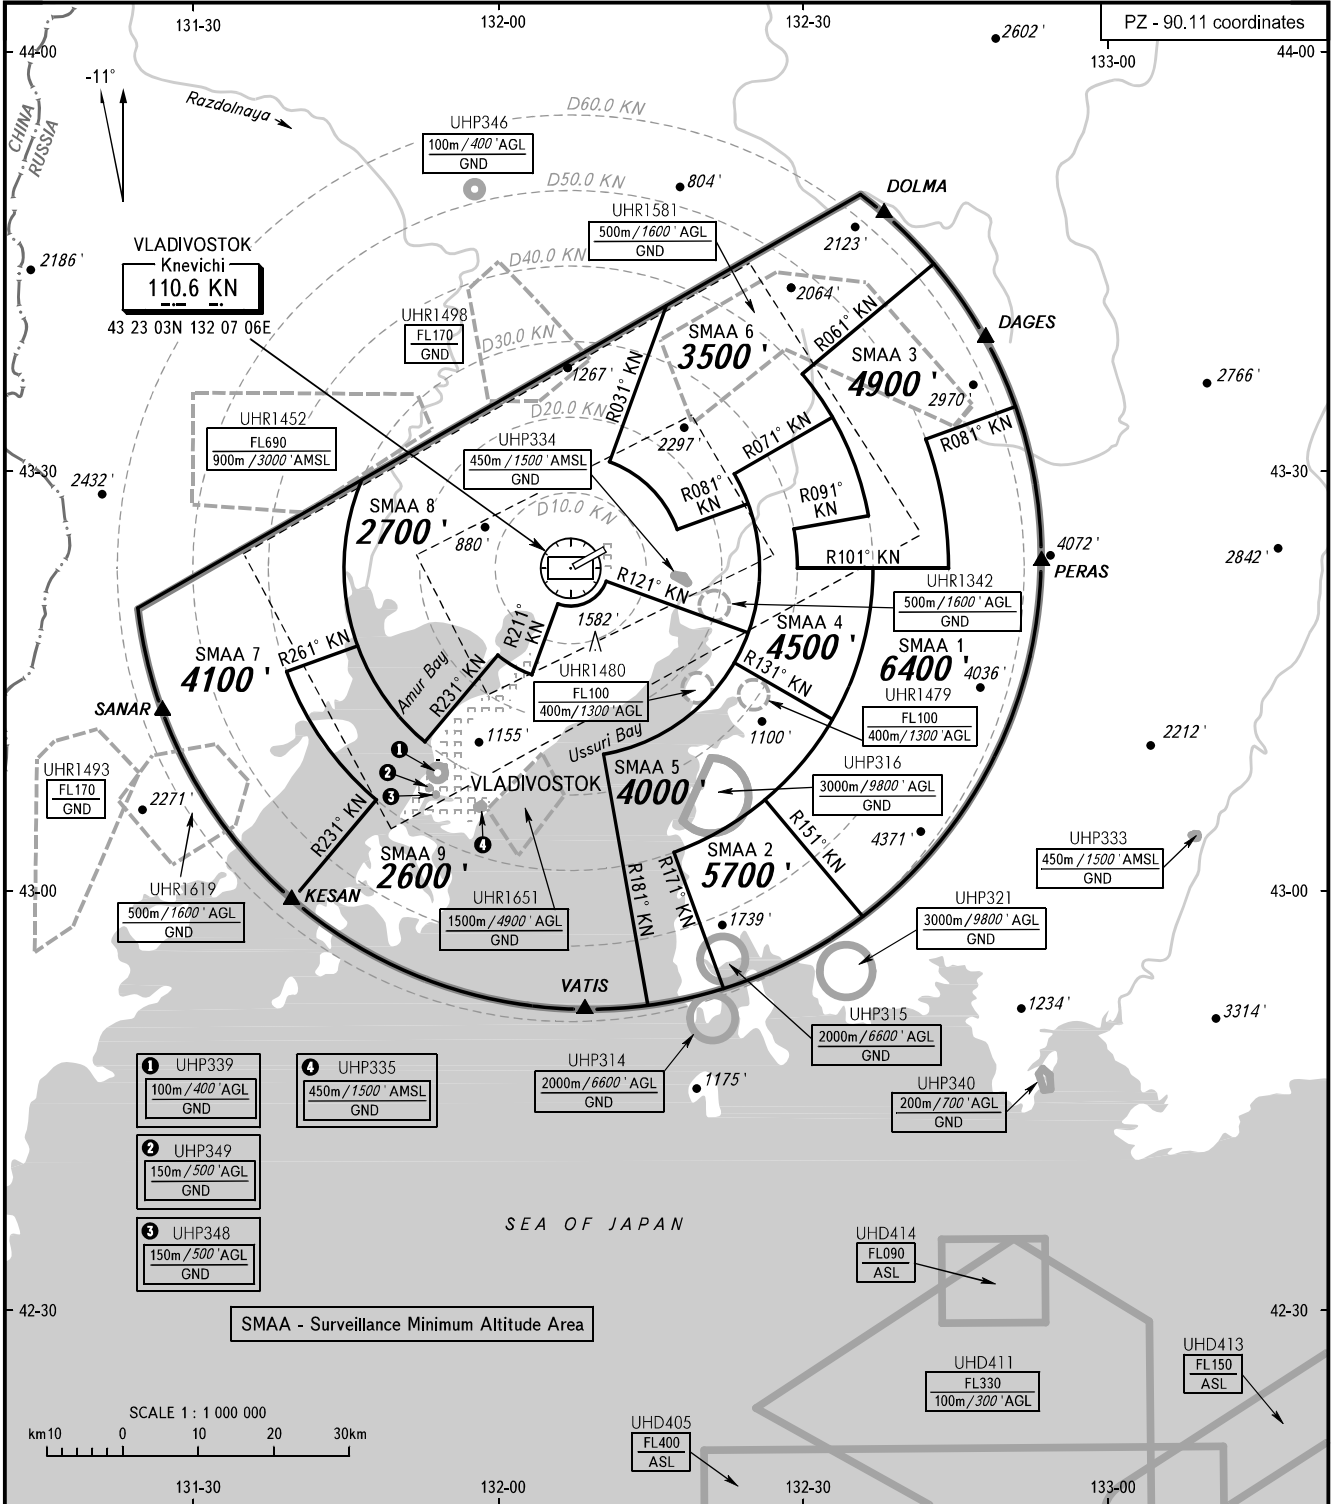 131-30
132-00
132-30
PZ - 90.11 coordinates
2602 '
44-00
44-00
133-00
-11°
CHINA
RUSSIA
Razdolnaya
D60.0 KN
UHP346
100m/400 'AGL
GND
D50.0 KN
804'
DOLMA
UHR1581
500m/1600' AGL
GND
2123'
VLADIVOSTOK
Knevichi
110.6 KN
43 23 03N 132 07 06E
2186 '
D40.0 KN
2064'
UHR1498
FL170
GND
D30.0 KN
R061° KN
DAGES
SMAA 6
3500 '
SMAA 3
4900 '
1267'
R031° KN
2766 '
2970 '
D20.0 KN
UHR1452
FL690
900m/3000 'AMSL
UHP334
450m/1500' AMSL
GND
2297
R071° KN
R081° KN
43-30
43-30
2432 '
R081° KN
R091° KN
SMAA 8
2700 '
D10.0 KN
880 '
R101° KN
4072 '
PERAS
2842 '
R121° KN
UHR1342
500m/1600' AGL
GND
R211° KN
1582 '
SMAA 4
4500 '
SMAA 7
4100 '
R261° KN
Amur Bay
R231° KN
UHR1480
FL100
400m/1300' AGL
R131° KN
SMAA 1
6400 '
4036 '
UHR1479
FL100
400m/1300' AGL
SANAR
1155 '
Ussuri Bay
1100 '
2212 '
UHR1493
FL170
GND
2271'
1
2
3
4
VLADIVOSTOK
SMAA 5
4000 '
UHP316
3000m/9800' AGL
GND
R231° KN
R151° KN
4371 '
UHP333
450m/1500' AMSL
GND
SMAA 9
2600 '
SMAA 2
5700 '
R181° KN
R171° KN
43-00
43-00
UHR1619
500m/1600' AGL
GND
KESAN
UHR1651
1500m/4900' AGL
GND
1739 '
UHP321
3000m/9800' AGL
GND
VATIS
1234 '
3314 '
UHP315
2000m/6600' AGL
GND
UHP314
2000m/6600' AGL
GND
1175 '
UHP340
200m/700' AGL
GND
1 UHP339
100m/400'AGL
GND
4 UHP335
450m/1500' AMSL
GND
2 UHP349
150m/500'AGL
GND
3 UHP348
150m/500'AGL
GND
SEA OF JAPAN
UHD414
FL090
ASL
42-30
42-30
SMAA - Surveillance Minimum Altitude Area
UHD413
FL150
ASL
UHD411
FL330
100m/300' AGL
SCALE 1 : 1 000 000
km10 0 10 20 30km
UHD405
FL400
ASL
131-30
132-00
132-30
133-00